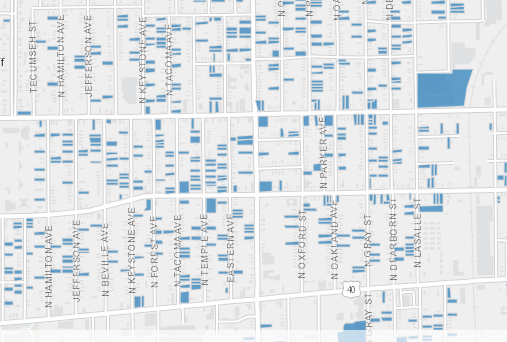 TECUMSEH ST
N HAMILTON AVE
JEFFERSON AVE
N KEYSTONE AVE
N TACOMA AVE
f
N PARKER AVE
N HAMILTON AVE
JEFFERSON AVE
N BEVILLE AVE
N KEYSTONE AVE
N FOREST AVE
N TACOMA AVE
N TEMPLE AVE
EASTERN AVE
N OXFORD ST
N OAKLAND AVE
N GRAY ST
N DEARBORN ST
N LASALLE ST
40
GRAY ST